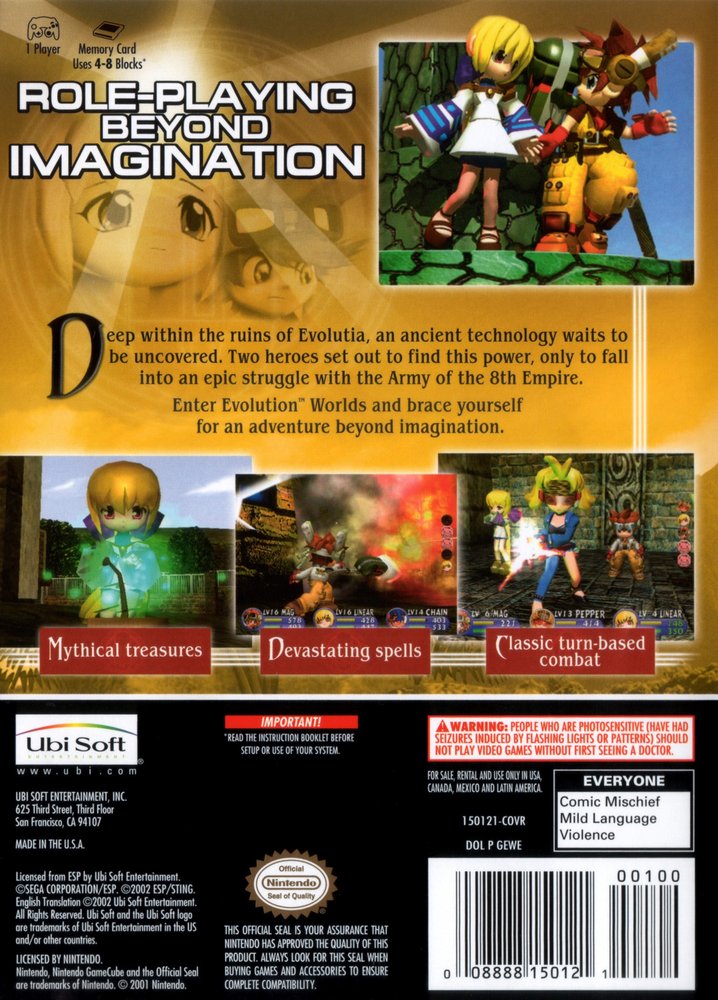 1 Player
Memory Card
Uses 4-8 Blocks*
ROLE-PLAYING
BEYOND
IMAGINATION
Deep within the ruins of Evolutia, an ancient technology waits to
be uncovered. Two heroes set out to find this power, only to fall
into an epic struggle with the Army of the 8th Empire.
Enter Evolution™ Worlds and brace yourself
for an adventure beyond imagination.
LV16 MAG
LV16 LINEAR
LV14 CHAIN
578
428
403
533
LV 6/MAG
LV13 PEPPER
LV 4 LINEAR
221
414
148
150
Mythical treasures
Devastating spells
Classic turn-based
combat
Ubi Soft
ENTERTAINMENT
www.ubi.com
UBI SOFT ENTERTAINMENT, INC.
625 Third Street, Third Floor
San Francisco, CA 94107
MADE IN THE U.S.A.
Licensed from ESP by Ubi Soft Entertainment.
©SEGA CORPORATION/ESP. ©2002 ESP/STING.
English Translation ©2002 Ubi Soft Entertainment.
All Rights Reserved. Ubi Soft and the Ubi Soft logo
are trademarks of Ubi Soft Entertainment in the US
and/or other countries.
LICENSED BY NINTENDO.
Nintendo, Nintendo GameCube and the Official Seal
are trademarks of Nintendo. © 2001 Nintendo.
IMPORTANT!
*READ THE INSTRUCTION BOOKLET BEFORE
SETUP OR USE OF YOUR SYSTEM.
Official
Nintendo
Seal of Quality
THIS OFFICIAL SEAL IS YOUR ASSURANCE THAT
NINTENDO HAS APPROVED THE QUALITY OF THIS
PRODUCT. ALWAYS LOOK FOR THIS SEAL WHEN
BUYING GAMES AND ACCESSORIES TO ENSURE
COMPLETE COMPATIBILITY.
WARNING: PEOPLE WHO ARE PHOTOSENSITIVE (HAVE HAD
SEIZURES INDUCED BY FLASHING LIGHTS OR PATTERNS) SHOULD
NOT PLAY VIDEO GAMES WITHOUT FIRST SEEING A DOCTOR.
FOR SALE, RENTAL AND USE ONLY IN USA,
CANADA, MEXICO AND LATIN AMERICA.
150121-COVR
DOL P GEWE
EVERYONE
Comic Mischief
Mild Language
Violence
00100
0 08888 15012 1